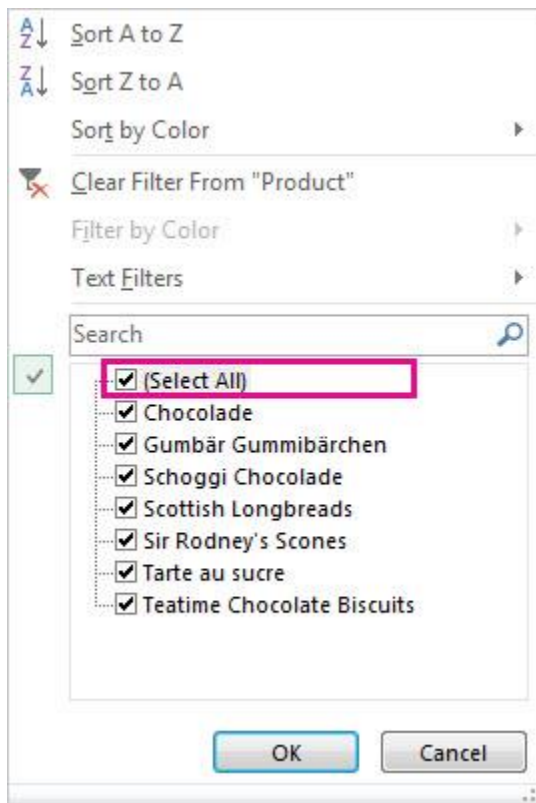 Sort A to Z
Sort Z to A
Sort by Color
Clear Filter From "Product"
Filter by Color
Text Filters
Search
(Select All)
Chocolade
Gumbär Gummibärchen
Schoggi Chocolade
Scottish Longbreads
Sir Rodney's Scones
Tarte au sucre
Teatime Chocolate Biscuits
OK Cancel